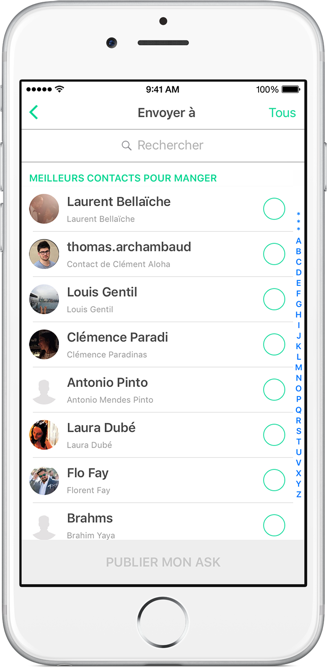 9:41 AM
100%
Envoyer à
Tous
Rechercher
MEILLEURS CONTACTS POUR MANGER
Laurent Bellaïche
Laurent Bellaïche
thomas.archambaud
Contact de Clément Aloha
Louis Gentil
Louis Gentil
Clémence Paradi
Clémence Paradinas
Antonio Pinto
Antonio Mendes Pinto
Laura Dubé
Laura Dubé
Flo Fay
Florent Fay
Brahms
Brahim Yaya
A
B
C
D
E
F
G
H
I
J
K
L
M
N
O
P
Q
R
S
T
U
V
W
X
Y
Z
PUBLIER MON ASK